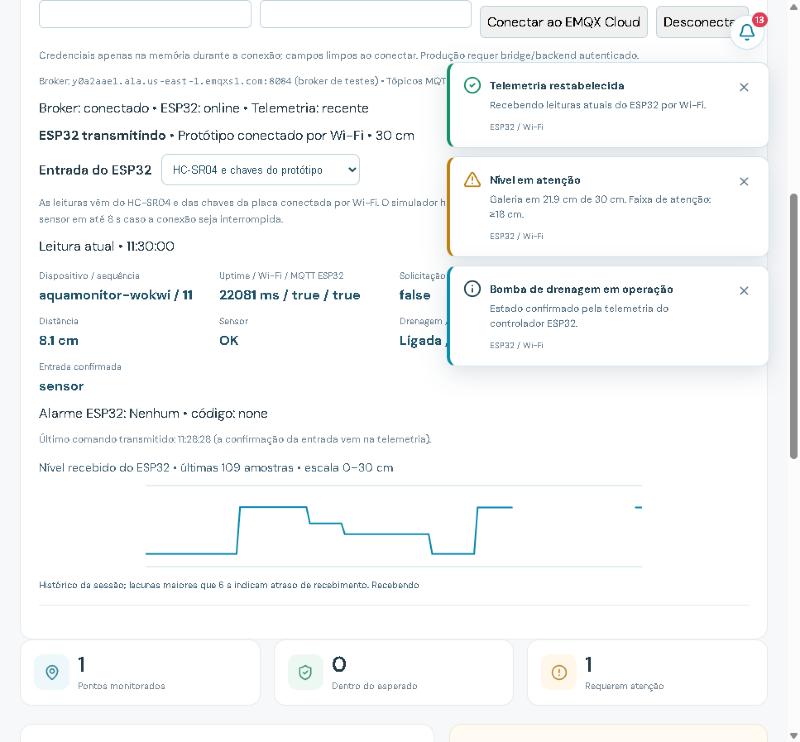 Conectar ao EMQX Cloud
Desconecta
13
Credenciais apenas na memória durante a conexão; campos limpos ao conectar. Produção requer bridge/backend autenticado.
Broker: y0a2aae1.ala.us-east-1.emqxs1.com:8084 (broker de testes) • Tópicos MQT
Broker: conectado • ESP32: online • Telemetria: recente
ESP32 transmitindo • Protótipo conectado por Wi-Fi • 30 cm
Entrada do ESP32
HC-SR04 e chaves do protótipo
As leituras vêm do HC-SR04 e das chaves da placa conectada por Wi-Fi. O simulador h
sensor em até 8 s caso a conexão seja interrompida.
Leitura atual • 11:30:00
Dispositivo / sequência
Uptime / Wi-Fi / MQTT ESP32
Solicitação
aquamonitor-wokwi / 11
22081 ms / true / true
false
Distância
Sensor
Drenagem /
8.1 cm
OK
Ligada /
Entrada confirmada
sensor
Alarme ESP32: Nenhum • código: none
Último comando transmitido: 11:28:28 (a confirmação da entrada vem na telemetria).
Nível recebido do ESP32 • últimas 109 amostras • escala 0–30 cm
Histórico da sessão; lacunas maiores que 6 s indicam atraso de recebimento. Recebendo
Telemetria restabelecida
Recebendo leituras atuais do ESP32 por Wi-Fi.
ESP32 / Wi-Fi
Nível em atenção
Galeria em 21.9 cm de 30 cm. Faixa de atenção:
≥18 cm.
ESP32 / Wi-Fi
Bomba de drenagem em operação
Estado confirmado pela telemetria do
controlador ESP32.
ESP32 / Wi-Fi
1
Pontos monitorados
0
Dentro do esperado
1
Requerem atenção